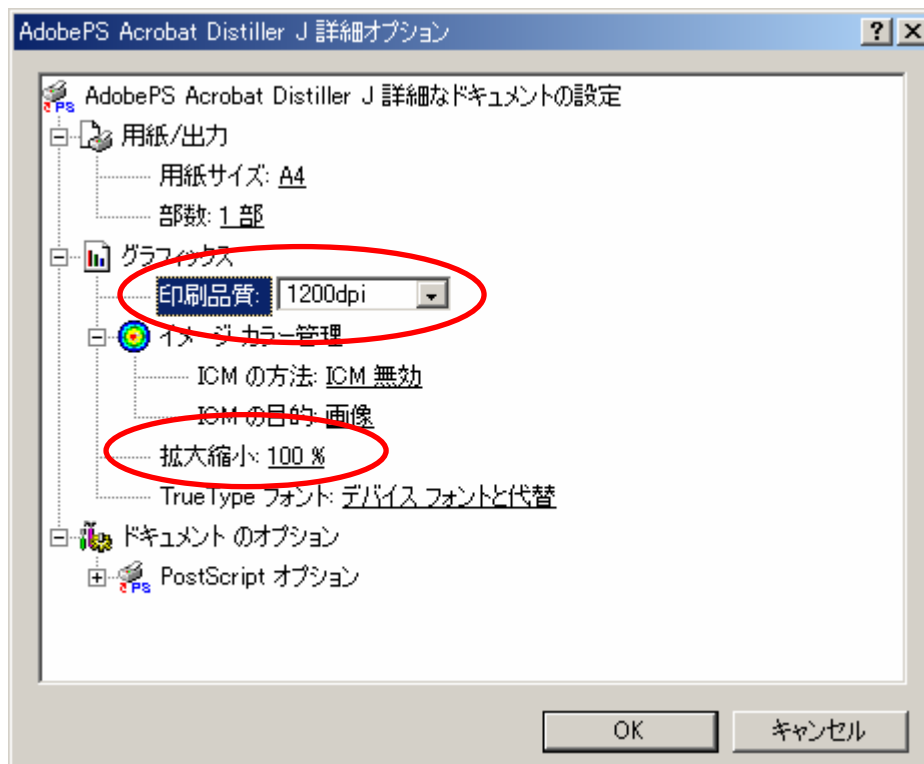 AdobePS Acrobat Distiller J 詳細オプション
AdobePS Acrobat Distiller J 詳細なドキュメントの設定
用紙/出力
用紙サイズ: A4
部数: 1 部
グラフィックス
印刷品質: 1200dpi
イメージ カラー管理
ICM の方法: ICM 無効
ICM の目的: 画像
拡大縮小: 100 %
TrueType フォント: デバイス フォントと代替
ドキュメント のオプション
PostScript オプション
OK キャンセル